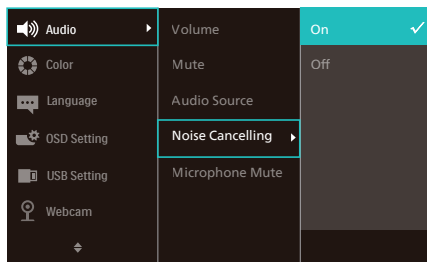 Audio
Color
Language
OSD Setting
USB Setting
Webcam
Volume
Mute
Audio Source
Noise Cancelling
Microphone Mute
On
Off